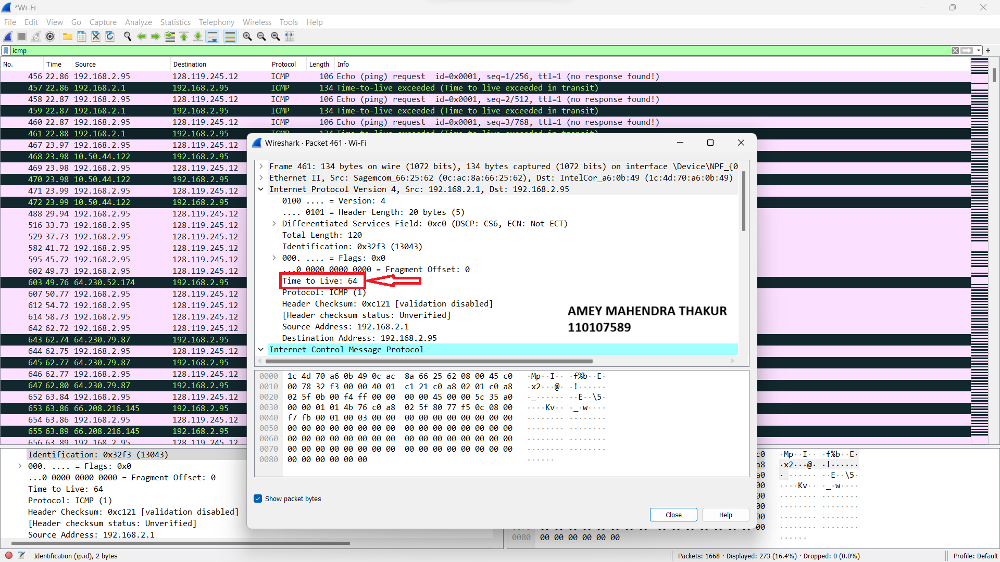 *Wi-Fi
File Edit View Go Capture Analyze Statistics Telephony Wireless Tools Help
icmp
No. Time Source Destination Protocol Length Info
456 22.86 192.168.2.95 128.119.245.12 ICMP 106 Echo (ping) request id=0x0001, seq=1/256, ttl=1 (no response found!)
457 22.86 192.168.2.1 192.168.2.95 ICMP 134 Time-to-live exceeded (Time to live exceeded in transit)
458 22.87 192.168.2.95 128.119.245.12 ICMP 106 Echo (ping) request id=0x0001, seq=2/512, ttl=1 (no response found!)
459 22.87 192.168.2.1 192.168.2.95 ICMP 134 Time-to-live exceeded (Time to live exceeded in transit)
460 22.87 192.168.2.95 128.119.245.12 ICMP 106 Echo (ping) request id=0x0001, seq=3/768, ttl=1 (no response found!)
461 22.88 192.168.2.1 192.168.2.95
467 23.97 192.168.2.95 128.119.245.12
468 23.98 10.50.44.122 192.168.2.95
469 23.98 192.168.2.95 128.119.245.12
470 23.98 10.50.44.122 192.168.2.95
471 23.99 192.168.2.95 128.119.245.12
472 23.99 10.50.44.122 192.168.2.95
488 29.94 192.168.2.95 128.119.245.12
516 33.73 192.168.2.95 128.119.245.12
529 37.73 192.168.2.95 128.119.245.12
582 41.72 192.168.2.95 128.119.245.12
595 45.72 192.168.2.95 128.119.245.12
602 49.73 192.168.2.95 128.119.245.12
603 49.76 64.230.52.174 192.168.2.95
607 50.77 192.168.2.95 128.119.245.12
612 54.72 192.168.2.95 128.119.245.12
614 58.73 192.168.2.95 128.119.245.12
642 62.72 192.168.2.95 128.119.245.12
643 62.74 64.230.79.87 192.168.2.95
644 62.75 192.168.2.95 128.119.245.12
645 62.77 64.230.79.87 192.168.2.95
646 62.77 192.168.2.95 128.119.245.12
647 62.80 64.230.79.87 192.168.2.95
652 63.84 192.168.2.95 128.119.245.12
653 63.86 66.208.216.145 192.168.2.95
654 63.86 192.168.2.95 128.119.245.12
655 63.89 66.208.216.145 192.168.2.95
656 63.89 192.168.2.95 128.119.245.12
Wireshark · Packet 461 · Wi-Fi
Frame 461: 134 bytes on wire (1072 bits), 134 bytes captured (1072 bits) on interface \Device\NPF_{0
Ethernet II, Src: Sagemcom_66:25:62 (0c:ac:8a:66:25:62), Dst: IntelCor_a6:0b:49 (1c:4d:70:a6:0b:49)
Internet Protocol Version 4, Src: 192.168.2.1, Dst: 192.168.2.95
0100 .... = Version: 4
.... 0101 = Header Length: 20 bytes (5)
Differentiated Services Field: 0xc0 (DSCP: CS6, ECN: Not-ECT)
Total Length: 120
Identification: 0x32f3 (13043)
000. .... = Flags: 0x0
...0 0000 0000 0000 = Fragment Offset: 0
Time to Live: 64
Protocol: ICMP (1)
Header Checksum: 0xc121 [validation disabled]
[Header checksum status: Unverified]
Source Address: 192.168.2.1
Destination Address: 192.168.2.95
Internet Control Message Protocol
AMEY MAHENDRA THAKUR
110107589
0000 1c 4d 70 a6 0b 49 0c ac 8a 66 25 62 08 00 45 c0 ·Mp··I·· ·f%b··E·
0010 00 78 32 f3 00 00 40 01 c1 21 c0 a8 02 01 c0 a8 ·x2···@· ·!······
0020 02 5f 0b 00 f4 ff 00 00 00 00 45 00 00 5c 35 a0 ·_······ ··E··\5·
0030 00 00 01 01 4b 76 c0 a8 02 5f 80 77 f5 0c 08 00 ····Kv·· ·_·w····
0040 f7 fb 00 01 00 03 00 00 00 00 00 00 00 00 00 00 ········ ········
0050 00 00 00 00 00 00 00 00 00 00 00 00 00 00 00 00 ········ ········
0060 00 00 00 00 00 00 00 00 00 00 00 00 00 00 00 00 ········ ········
0070 00 00 00 00 00 00 00 00 00 00 00 00 00 00 00 00 ········ ········
0080 00 00 00 00 00 00 ······
Show packet bytes
Close Help
Identification: 0x32f3 (13043)
000. .... = Flags: 0x0
...0 0000 0000 0000 = Fragment Offset: 0
Time to Live: 64
Protocol: ICMP (1)
Header Checksum: 0xc121 [validation disabled]
[Header checksum status: Unverified]
Source Address: 192.168.2.1
c0 ·Mp··I·· ·f%b··E·
a8 ·x2···@· ·!······
a0 ·_······ ··E··\5·
00 ····Kv·· ·_·w····
00 ········ ········
00 ········ ········
00 ········ ········
00 ········ ········
0080 00 00 00 00 00 00 ······
Identification (ip.id), 2 bytes
Packets: 1668 · Displayed: 273 (16.4%) · Dropped: 0 (0.0%)
Profile: Default